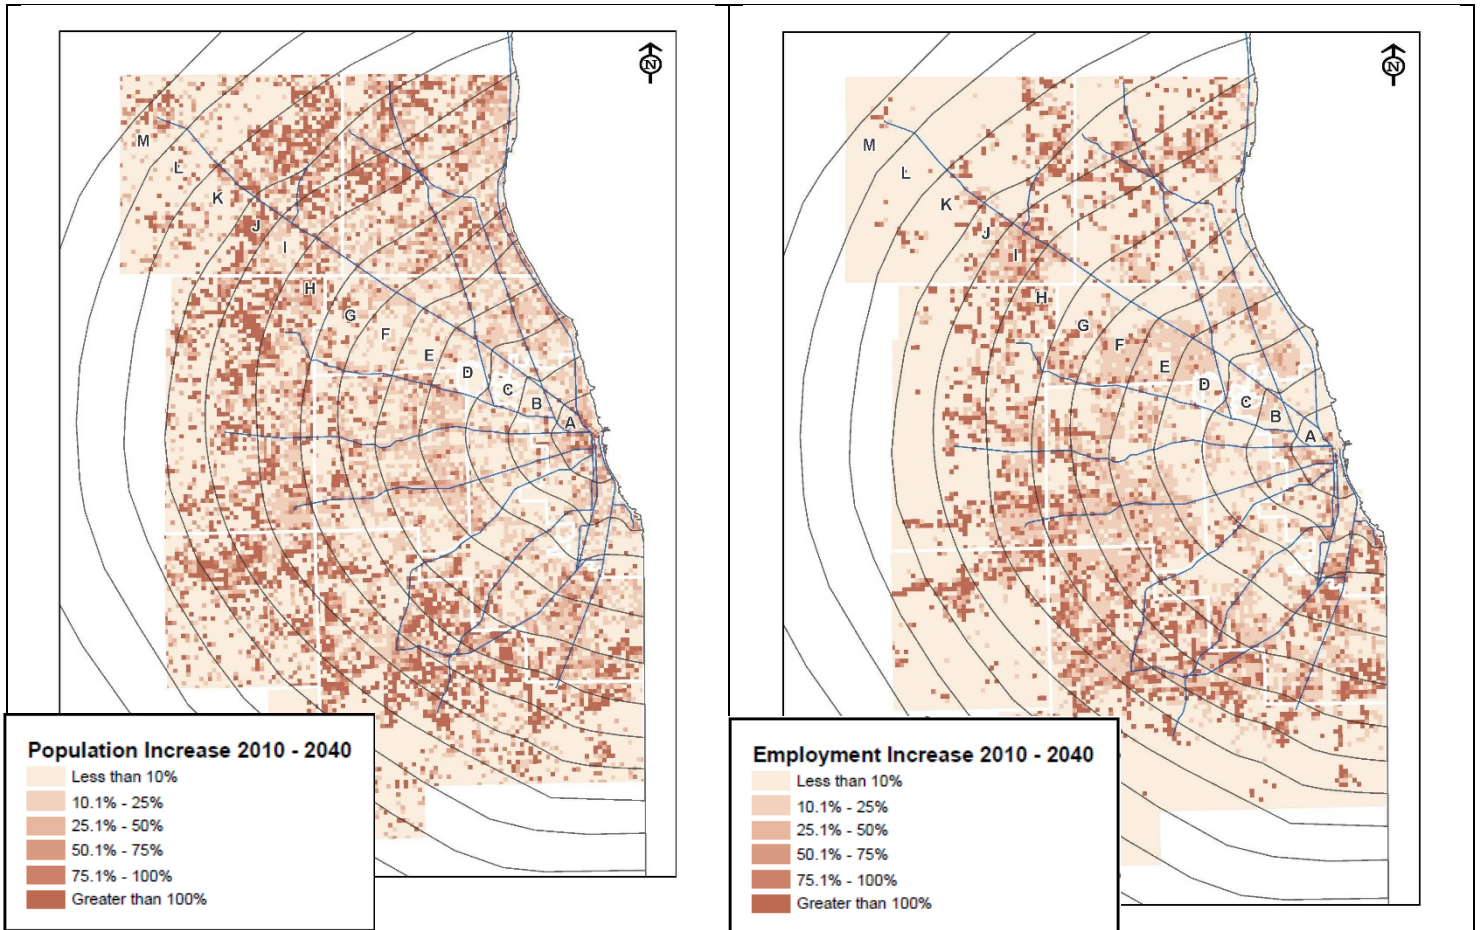 N
M
L
K
J
I
H
G
F
E
D
C
B
A
Population Increase 2010 - 2040
Less than 10%
10.1% - 25%
25.1% - 50%
50.1% - 75%
75.1% - 100%
Greater than 100%
N
M
L
K
J
I
H
G
F
E
D
C
B
A
Employment Increase 2010 - 2040
Less than 10%
10.1% - 25%
25.1% - 50%
50.1% - 75%
75.1% - 100%
Greater than 100%